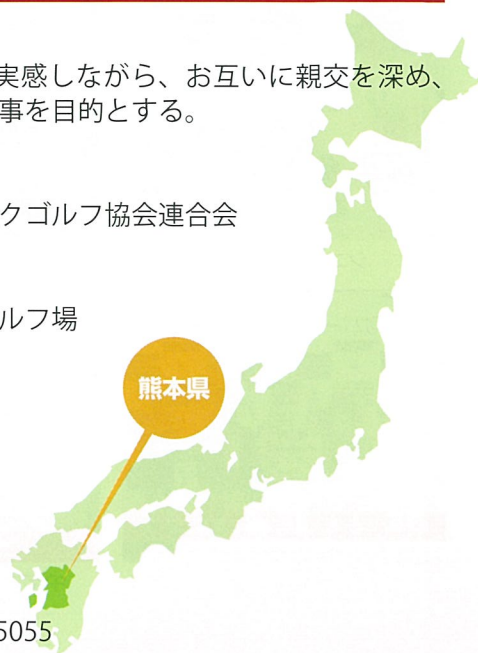 実感しながら、お互いに親交を深め、
事を目的とする。
クゴルフ協会連合会
ルフ場
熊本県
5055